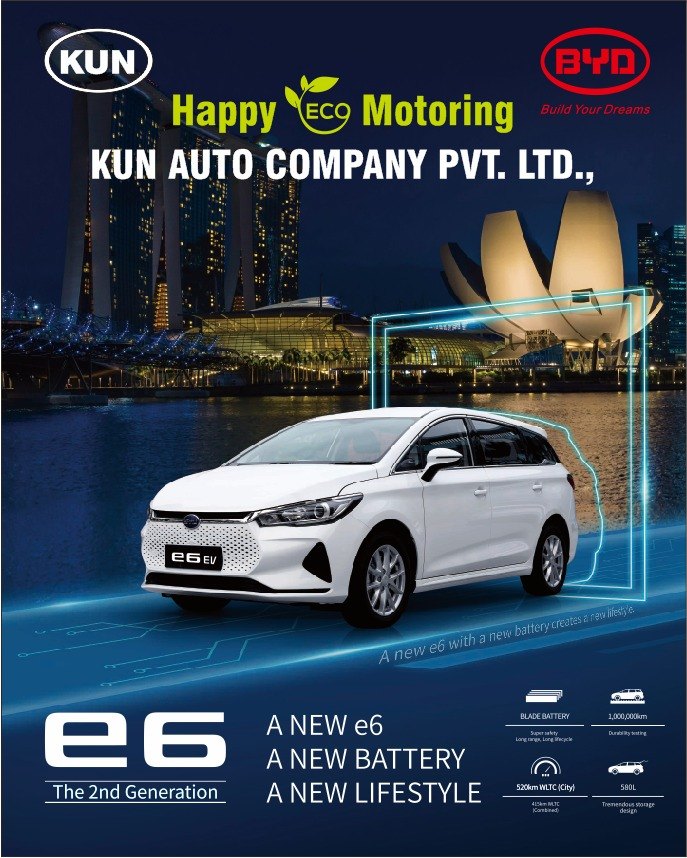 KUN
BYD
Build Your Dreams
Happy ECO Motoring
KUN AUTO COMPANY PVT. LTD.,
e6 EV
A new e6 with a new battery creates a new lifestyle.
e6
The 2nd Generation
A NEW e6
A NEW BATTERY
A NEW LIFESTYLE
BLADE BATTERY
Super safety
Long range, Long lifecycle
1,000,000km
Durability testing
520km WLTC (City)
415km WLTC
(Combined)
580L
Tremendous storage
design